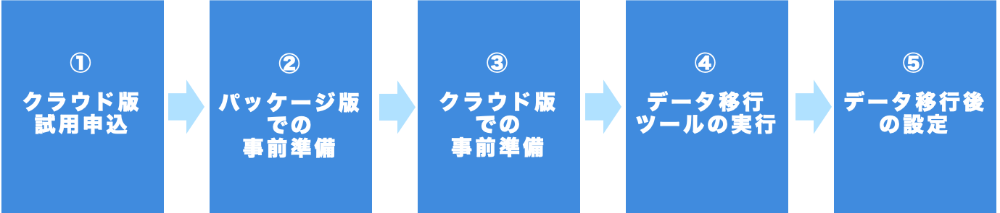 ①
クラウド版
試用申込
②
パッケージ版
での
事前準備
③
クラウド版
での
事前準備
④
データ移行
ツールの実行
⑤
データ移行後
の設定